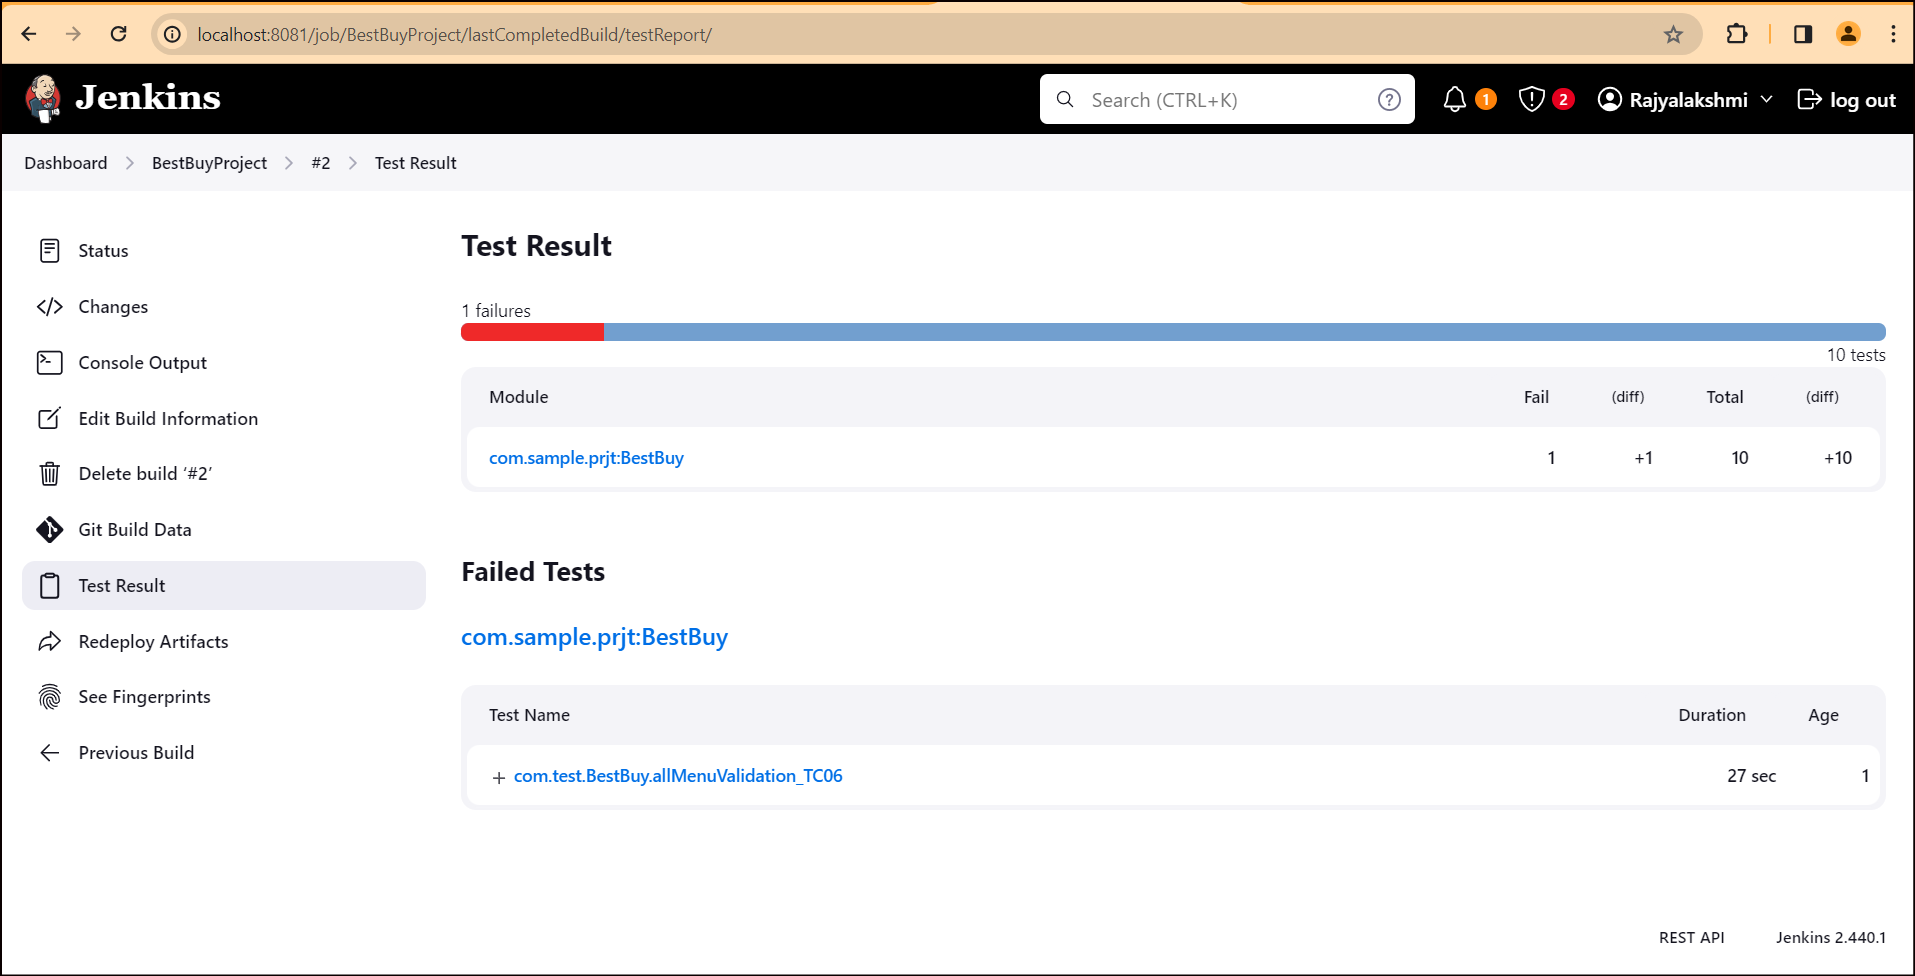 localhost:8081/job/BestBuyProject/lastCompletedBuild/testReport/
Jenkins
Search (CTRL+K)
?
1
2
Rajyalakshmi
log out
Dashboard > BestBuyProject > #2 > Test Result
Status
Changes
Console Output
Edit Build Information
Delete build ‘#2’
Git Build Data
Test Result
Redeploy Artifacts
See Fingerprints
Previous Build
Test Result
1 failures
10 tests
Module Fail (diff) Total (diff)
com.sample.prjt:BestBuy 1 +1 10 +10
Failed Tests
com.sample.prjt:BestBuy
Test Name Duration Age
+ com.test.BestBuy.allMenuValidation_TC06 27 sec 1
REST API Jenkins 2.440.1